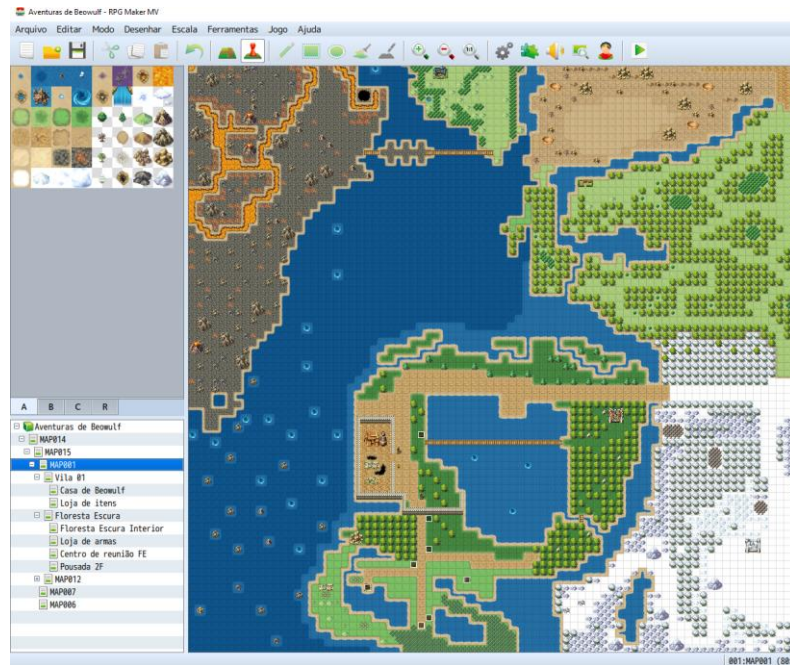 Aventuras de Beowulf - RPG Maker MV
Arquivo Editar Modo Desenhar Escala Ferramentas Jogo Ajuda
A B C R
Aventuras de Beowulf
MAP014
MAP015
MAP001
Vila 01
Casa de Beowulf
Loja de itens
Floresta Escura
Floresta Escura Interior
Loja de armas
Centro de reunião FE
Pousada 2F
MAP012
MAP007
MAP006
001:MAP001 (80